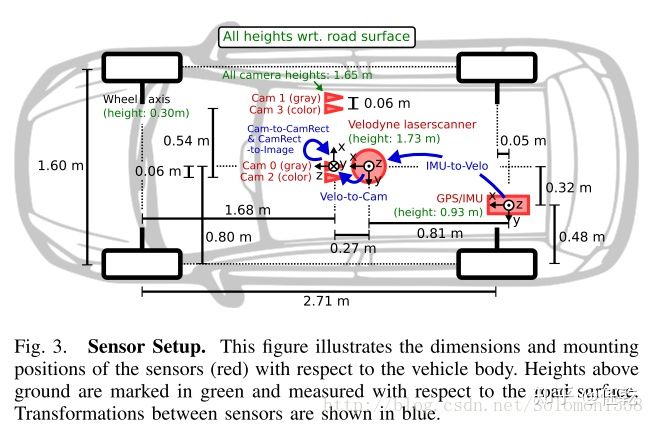 All heights wrt. road surface
All camera heights: 1.65 m
Wheel axis
(height: 0.30m)
Cam 1 (gray)
Cam 3 (color)
0.06 m
Velodyne laserscanner
(height: 1.73 m)
0.54 m
Cam-to-CamRect
& CamRect
-to-Image
x
0.05 m
1.60 m
0.06 m
Cam 0 (gray)
Cam 2 (color)
y
z
x
z
y
IMU-to-Velo
Velo-to-Cam
0.32 m
GPS/IMU
(height: 0.93 m)
x
z
y
1.68 m
0.80 m
0.81 m
0.48 m
0.27 m
2.71 m
Fig. 3. Sensor Setup. This figure illustrates the dimensions and mounting
positions of the sensors (red) with respect to the vehicle body. Heights above
ground are marked in green and measured with respect to the road surface.
Transformations between sensors are shown in blue.